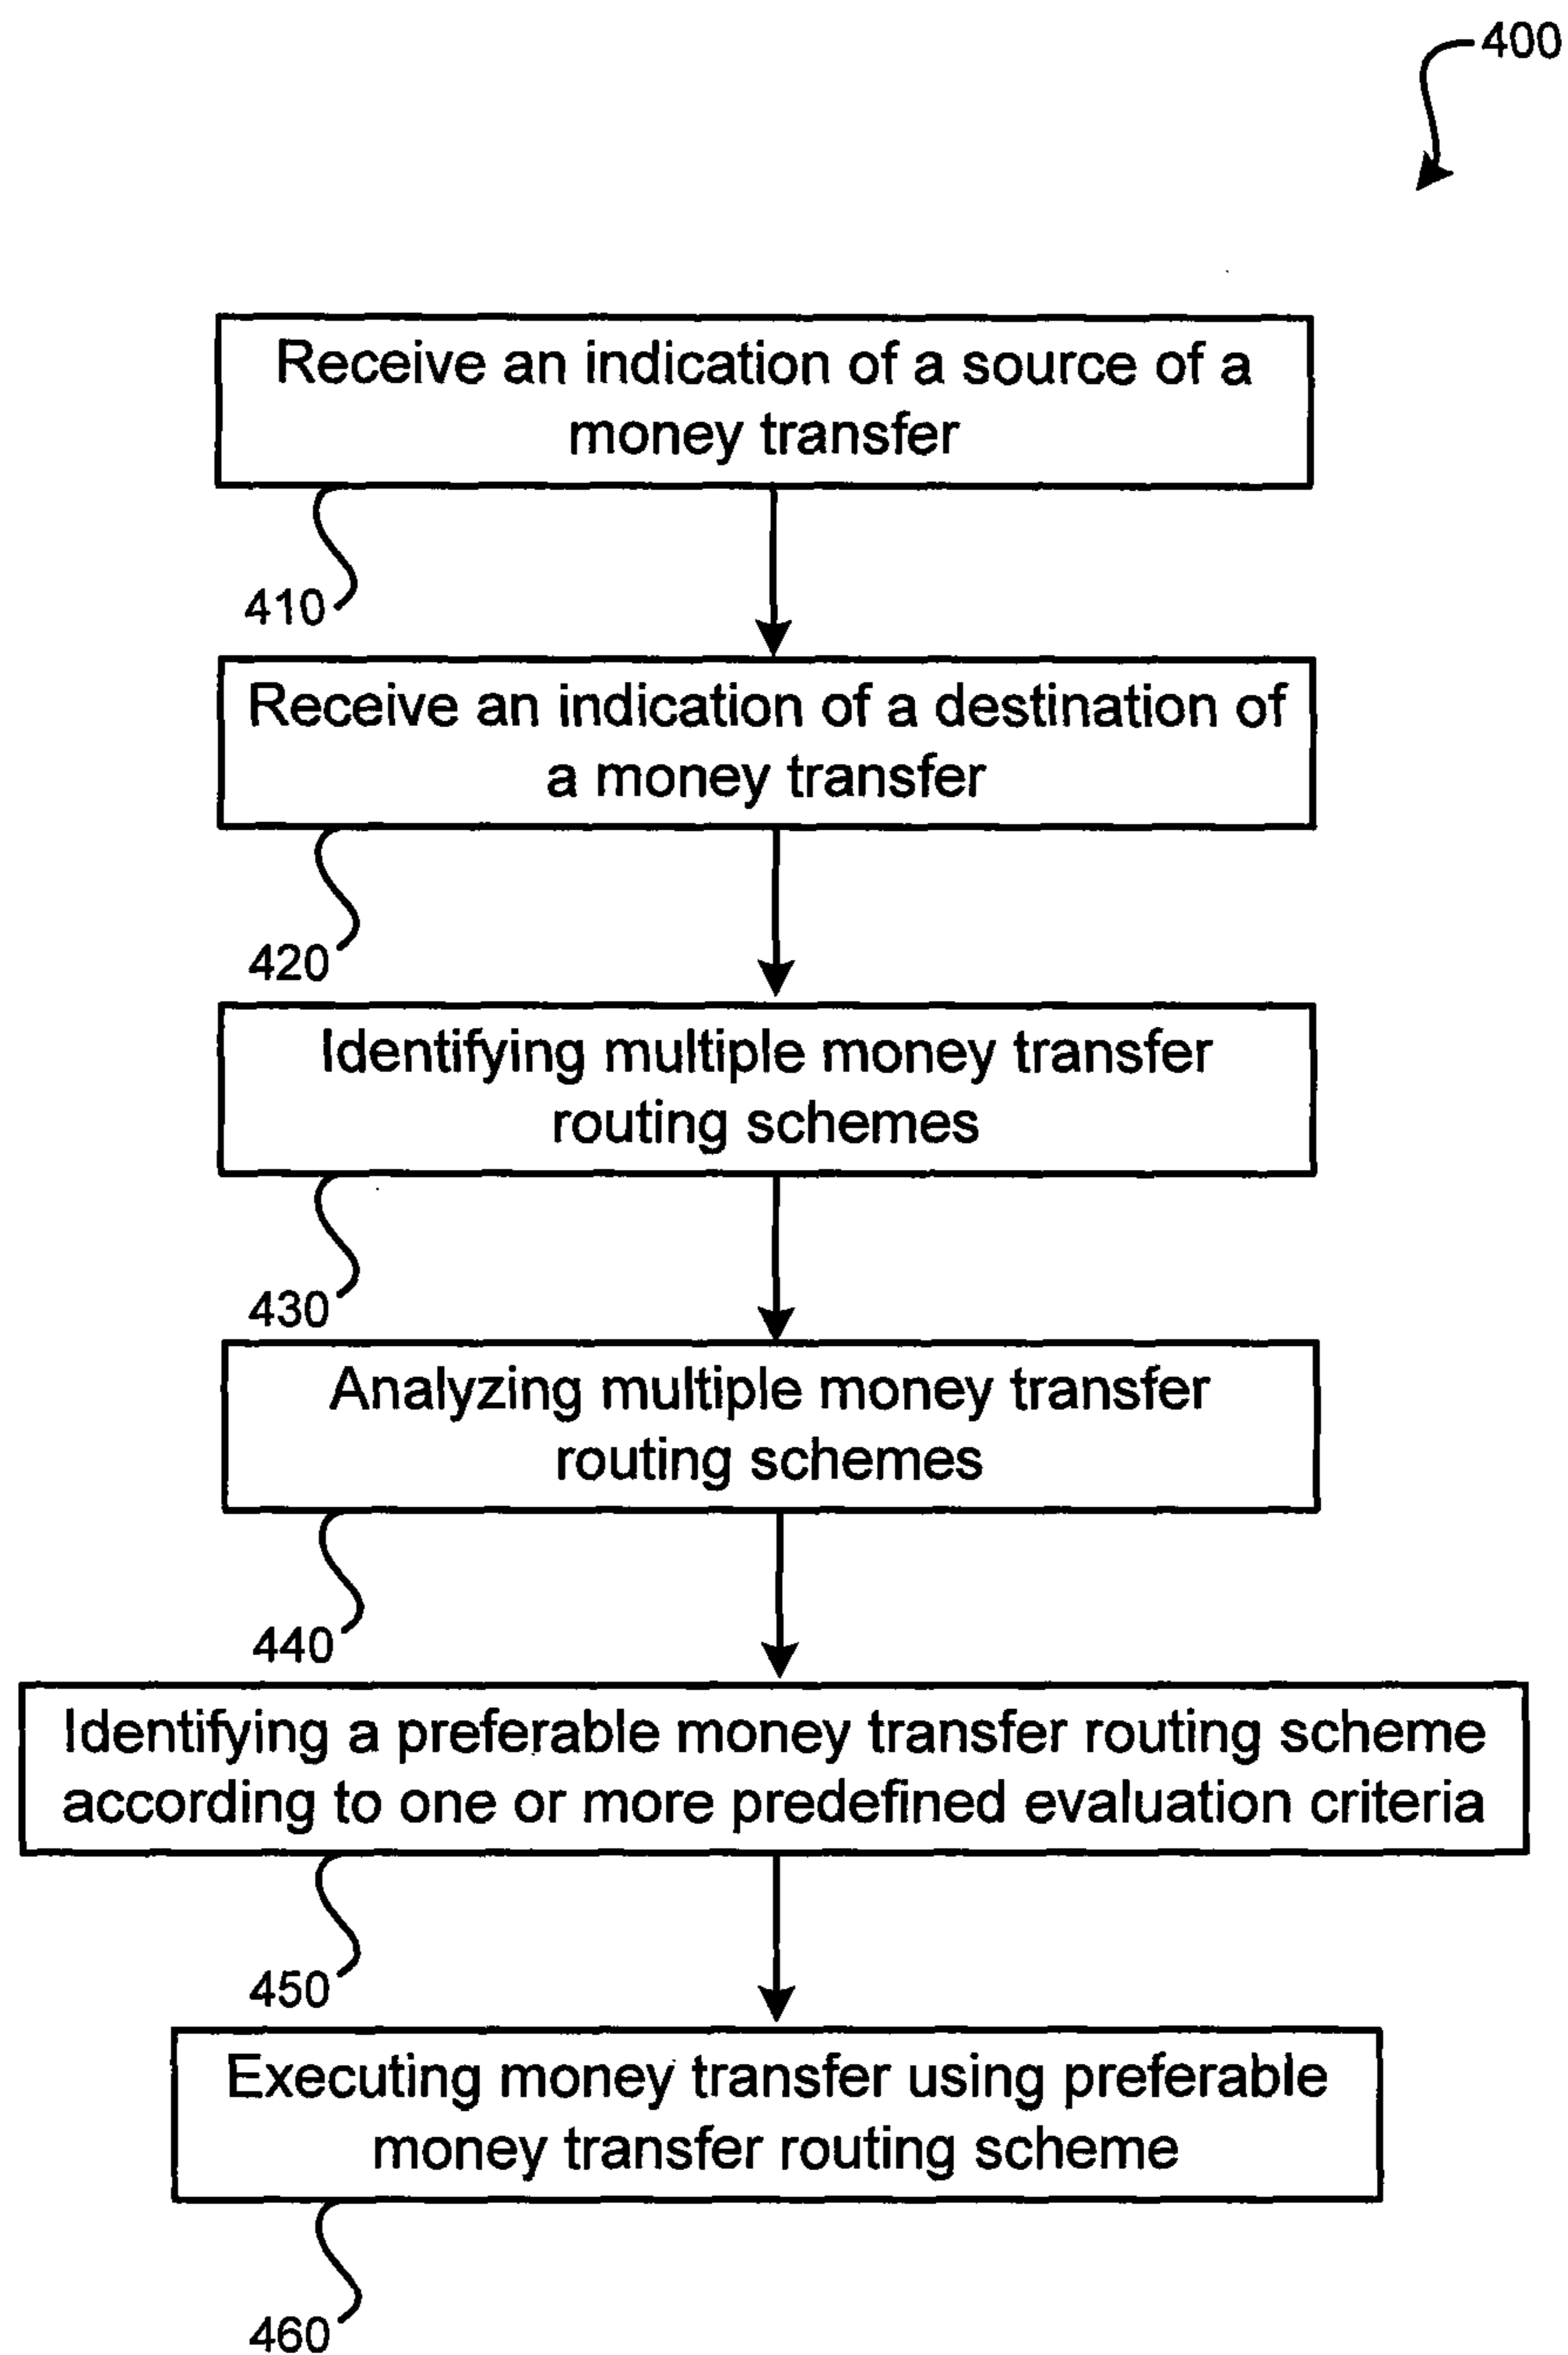 400
Receive an indication of a source of a
money transfer
410
Receive an indication of a destination of
a money transfer
420
Identifying multiple money transfer
routing schemes
430
Analyzing multiple money transfer
routing schemes
440
Identifying a preferable money transfer routing scheme
according to one or more predefined evaluation criteria
450
Executing money transfer using preferable
money transfer routing scheme
460